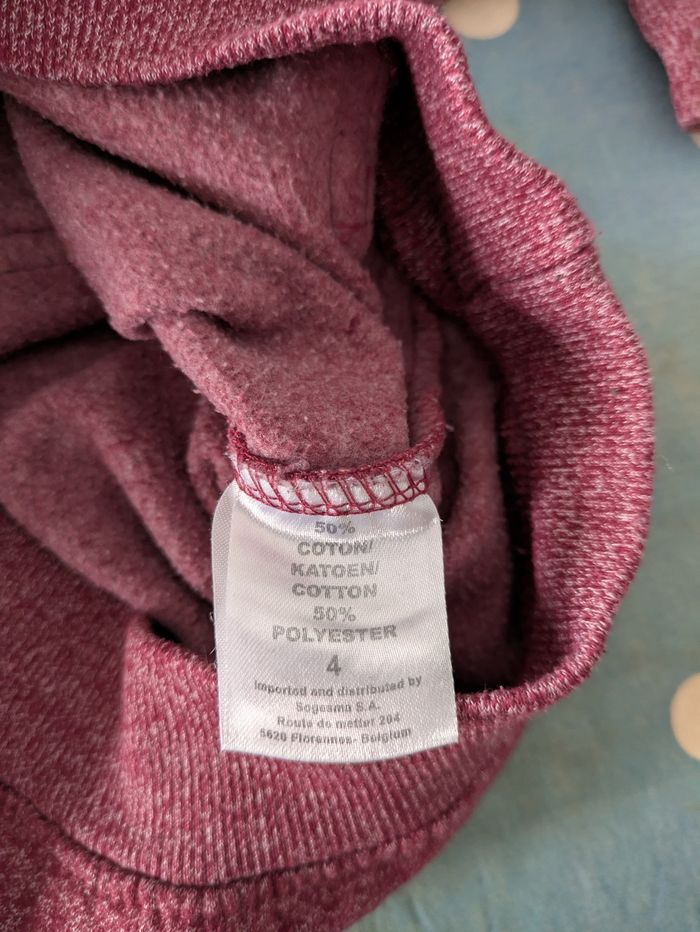 50%
COTON/
KATOEN/
COTTON
50%
POLYESTER
4
Imported and distributed by
Sogesma S.A.
Route de mettet 204
5620 Florennes- Belgium